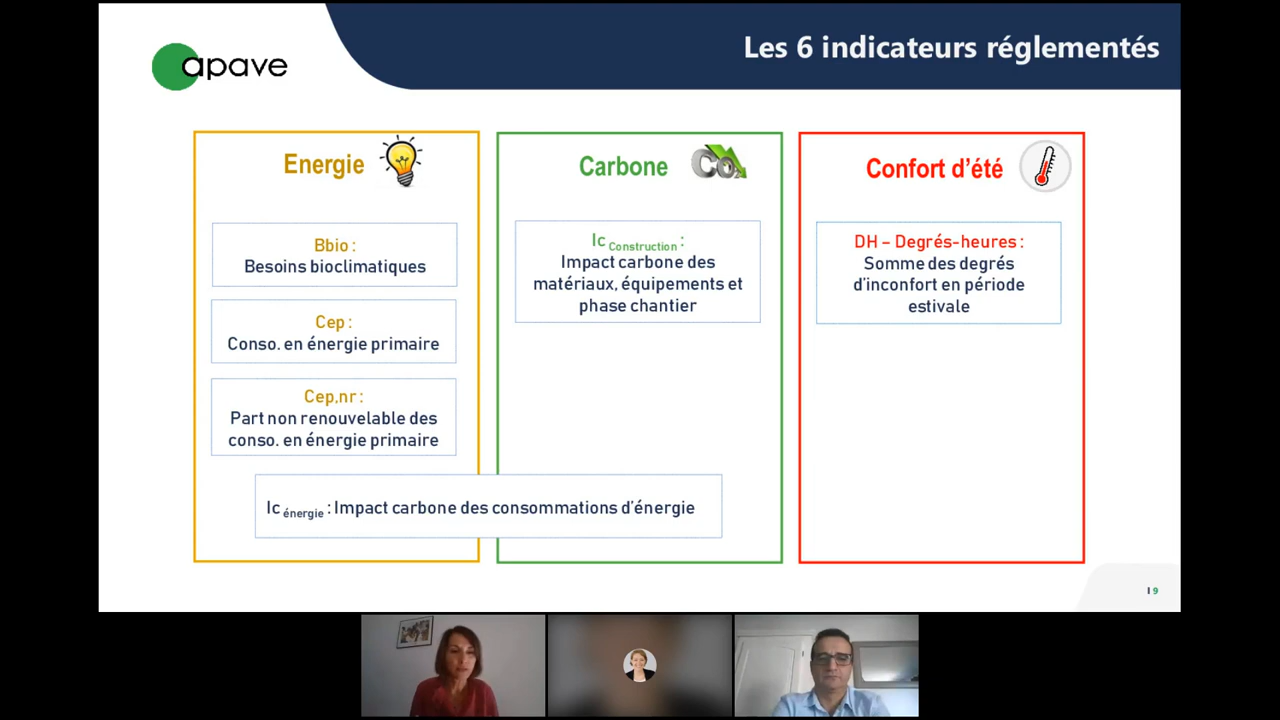 apave
Les 6 indicateurs réglementés
Energie
Bbio :
Besoins bioclimatiques
Cep :
Conso. en énergie primaire
Cep,nr :
Part non renouvelable des
conso. en énergie primaire
Carbone
CO₂
Ic Construction :
Impact carbone des
matériaux, équipements et
phase chantier
Ic énergie : Impact carbone des consommations d'énergie
Confort d'été
DH – Degrés-heures :
Somme des degrés
d'inconfort en période
estivale
I 9